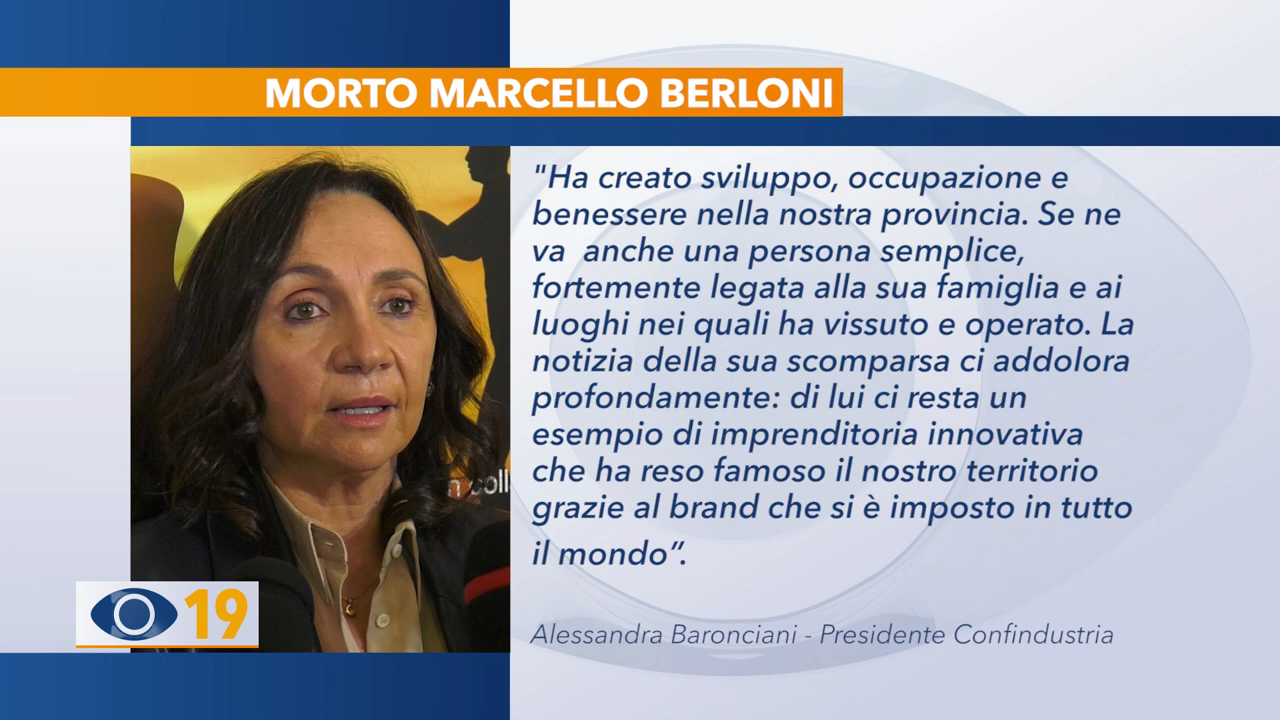 MORTO MARCELLO BERLONI
"Ha creato sviluppo, occupazione e
benessere nella nostra provincia. Se ne
va  anche una persona semplice,
fortemente legata alla sua famiglia e ai
luoghi nei quali ha vissuto e operato. La
notizia della sua scomparsa ci addolora
profondamente: di lui ci resta un
esempio di imprenditoria innovativa
che ha reso famoso il nostro territorio
grazie al brand che si è imposto in tutto
il mondo”.
Alessandra Baronciani - Presidente Confindustria
19